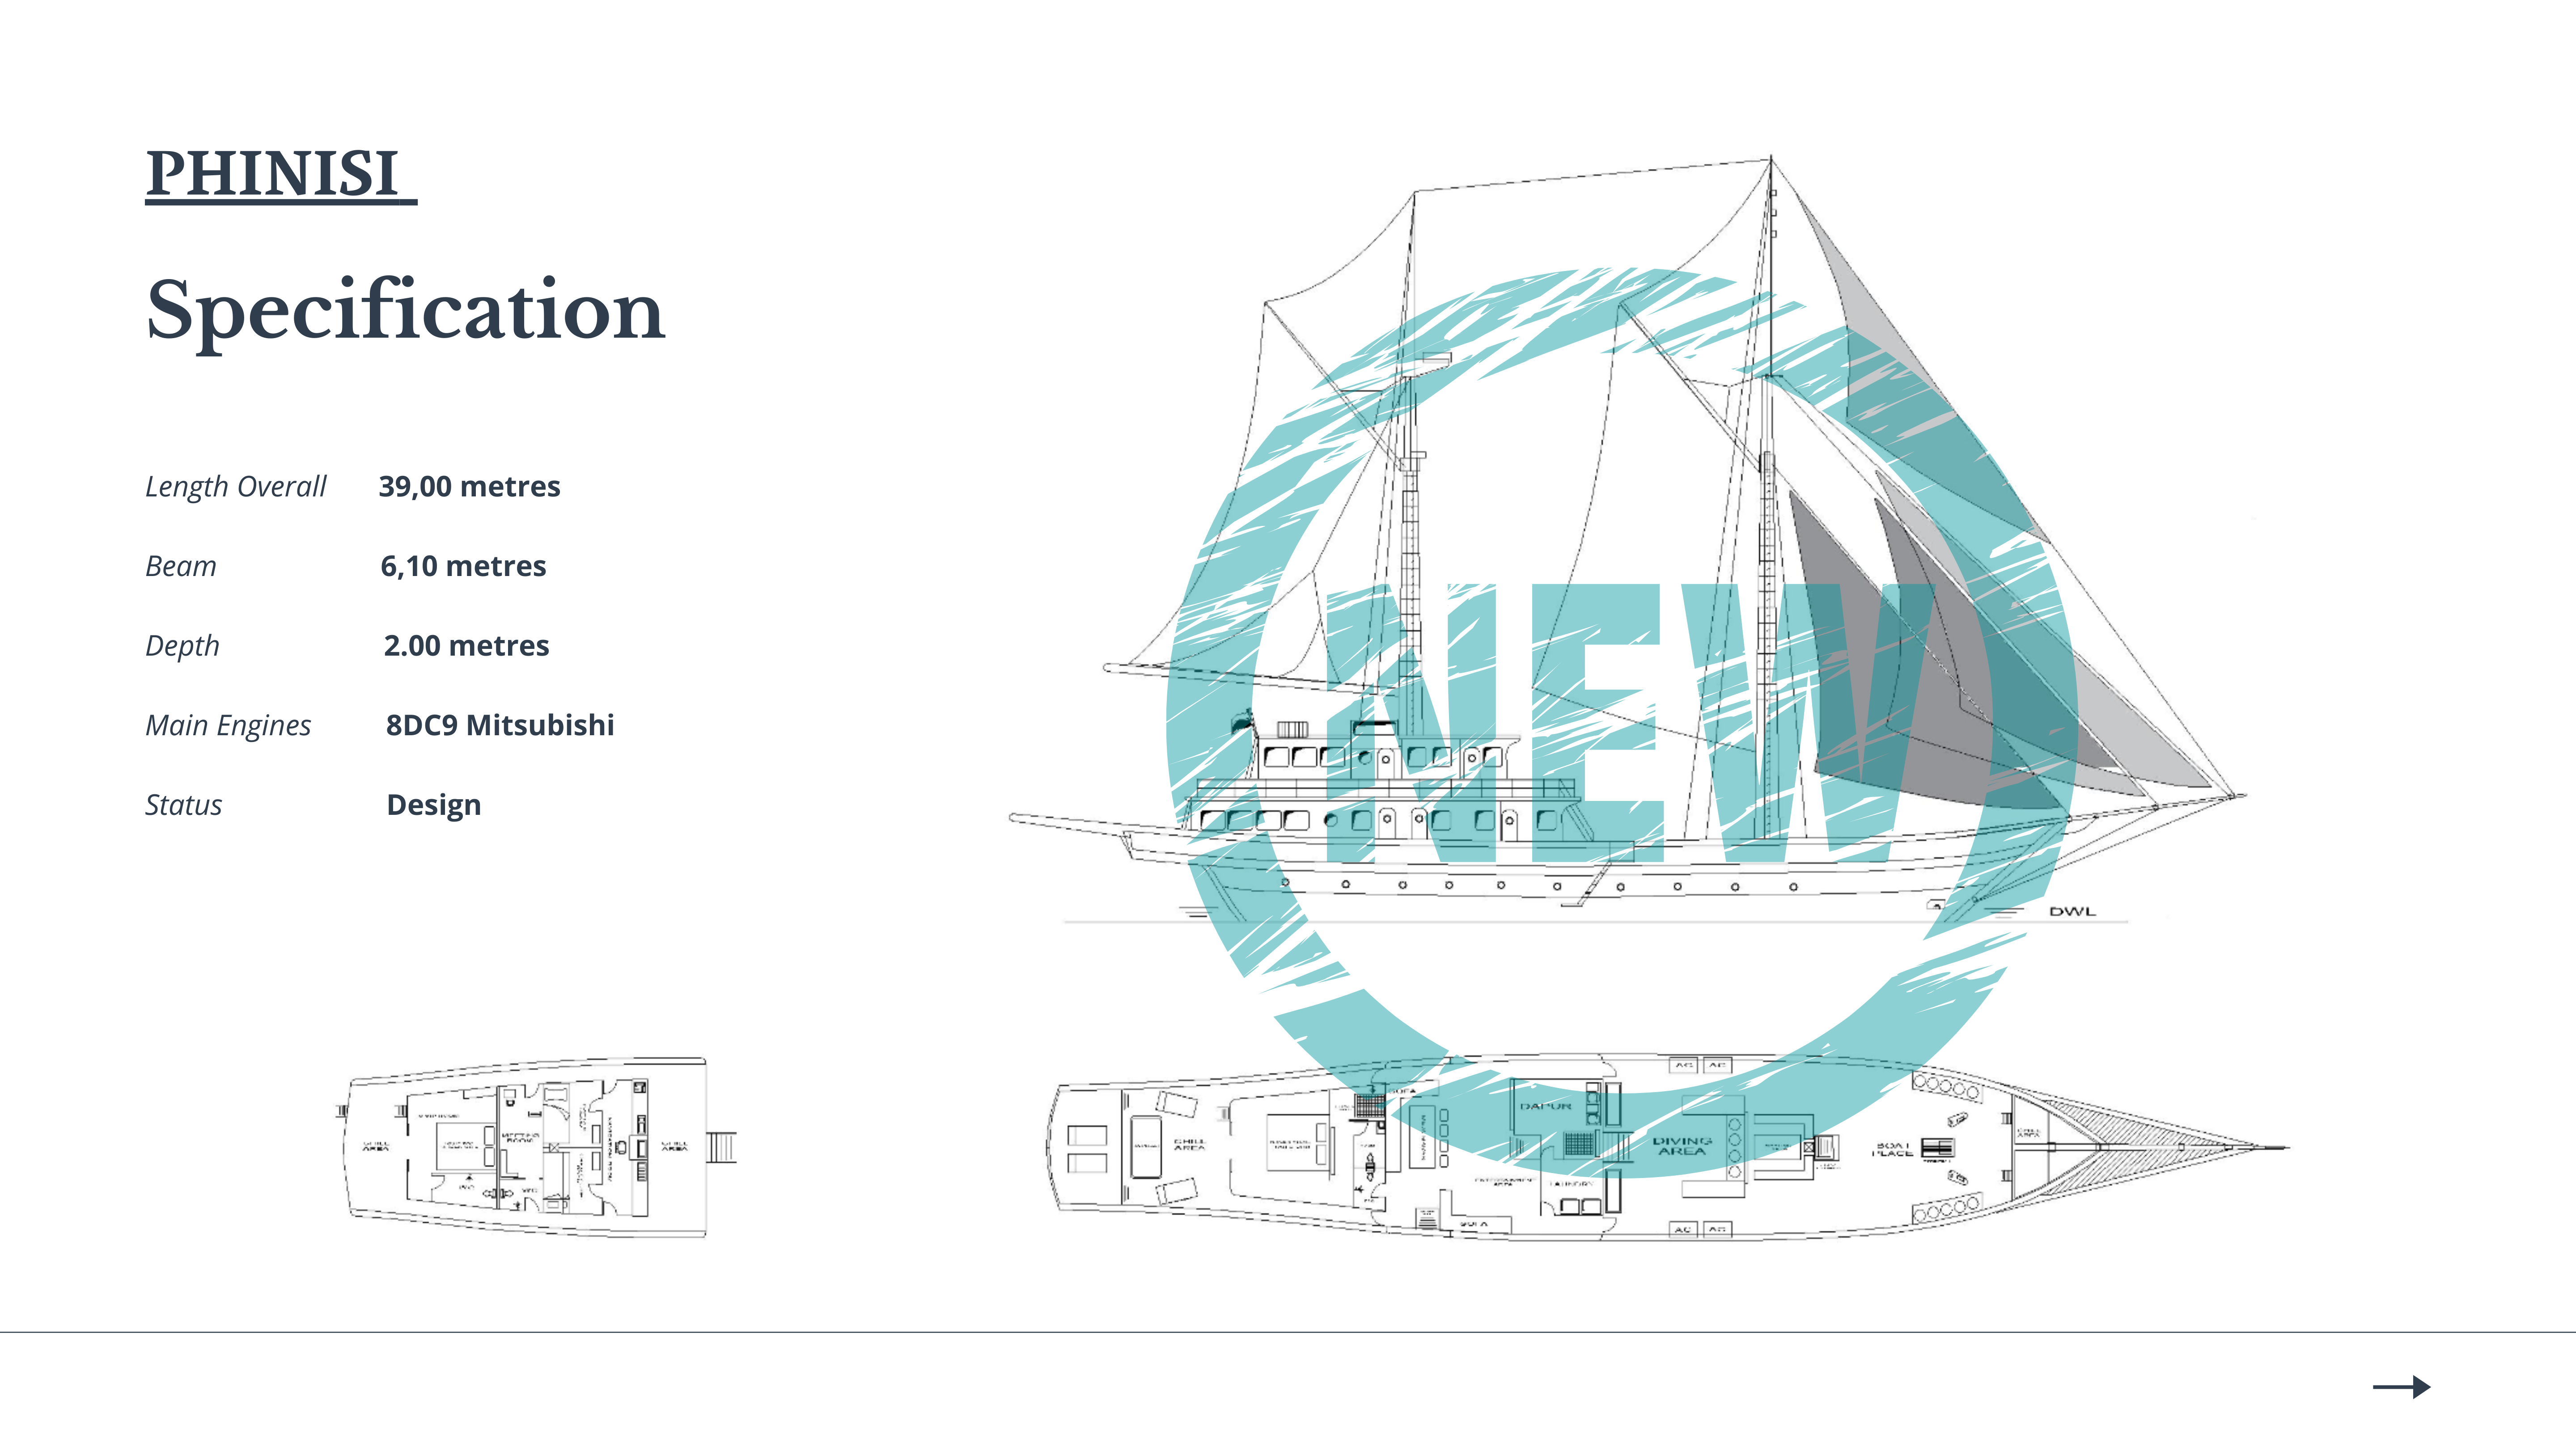 PHINISI
Specification
Length Overall 39,00 metres
Beam 6,10 metres
Depth 2.00 metres
Main Engines 8DC9 Mitsubishi
Status Design
NEW
DWL
CHILL AREA
MEETING ROOM
CHILL AREA
CHILL AREA
SOFA
DAPUR
LAUNDRY
SOFA
AC AC
DIVING AREA
AC AC
BOAT PLACE